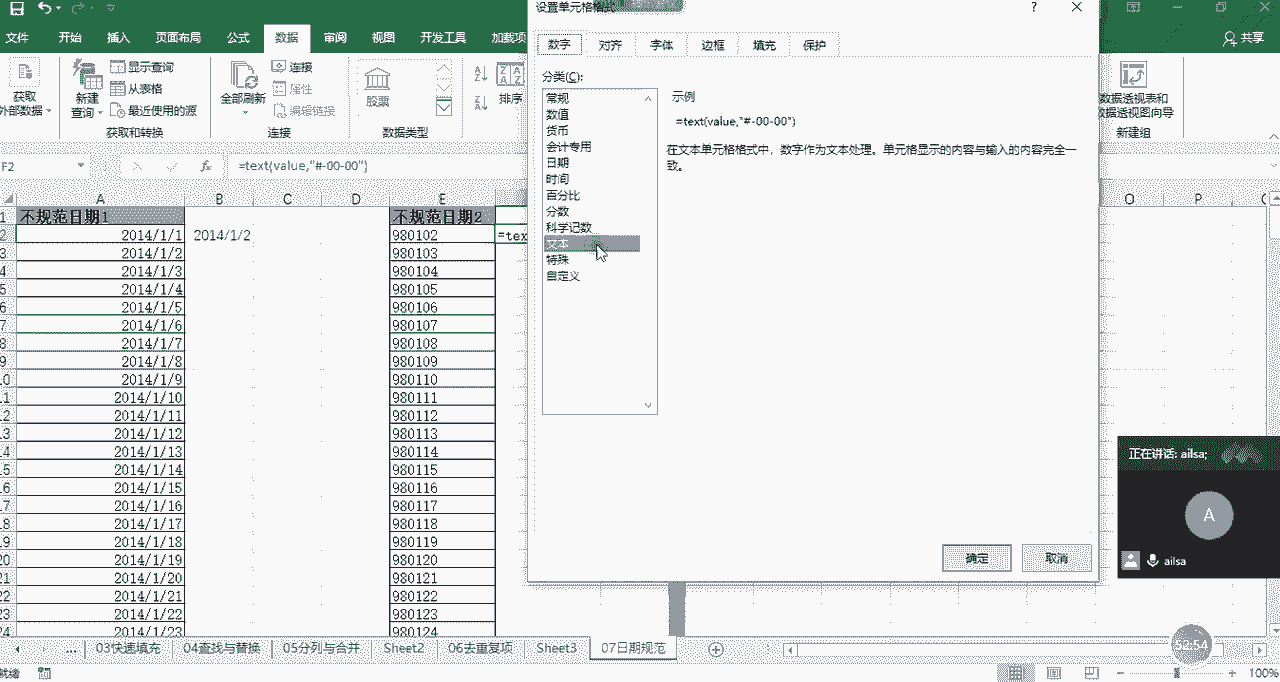 设置单元格格式
文件 开始 插入 页面布局 公式 数据 审阅 视图 开发工具 加载项
共享
数字 对齐 字体 边框 填充 保护
获取
外部数据
新建
查询
显示查询
从表格
最近使用的源
获取和转换
全部刷新
连接
属性
编辑链接
连接
股票
数据类型
排序
数据透视表和
数据透视图向导
新建组
分类(C):
常规
数值
货币
会计专用
日期
时间
百分比
分数
科学记数
文本
特殊
自定义
示例
=text(value,"#-00-00")
在文本单元格格式中，数字作为文本处理。单元格显示的内容与输入的内容完全一
致。
确定 取消
F2 fx =text(value,"#-00-00")
A B C D E O P
1 不规范日期1 不规范日期2
2 2014/1/1 2014/1/2 980102 =tex
3 2014/1/2 980103
4 2014/1/3 980104
5 2014/1/4 980105
6 2014/1/5 980106
7 2014/1/6 980107
8 2014/1/7 980108
9 2014/1/8 980109
10 2014/1/9 980110
11 2014/1/10 980111
12 2014/1/11 980112
13 2014/1/12 980113
14 2014/1/13 980114
15 2014/1/14 980115
16 2014/1/15 980116
17 2014/1/16 980117
18 2014/1/17 980118
19 2014/1/18 980119
20 2014/1/19 980120
21 2014/1/20 980121
22 2014/1/21 980122
23 2014/1/22 980123
24 2014/1/23 980124
正在讲话: ailsa;
A
ailsa
... 03快速填充 04查找与替换 05分列与合并 Sheet2 06去重复项 Sheet3 07日期规范
52:54
就绪
100%